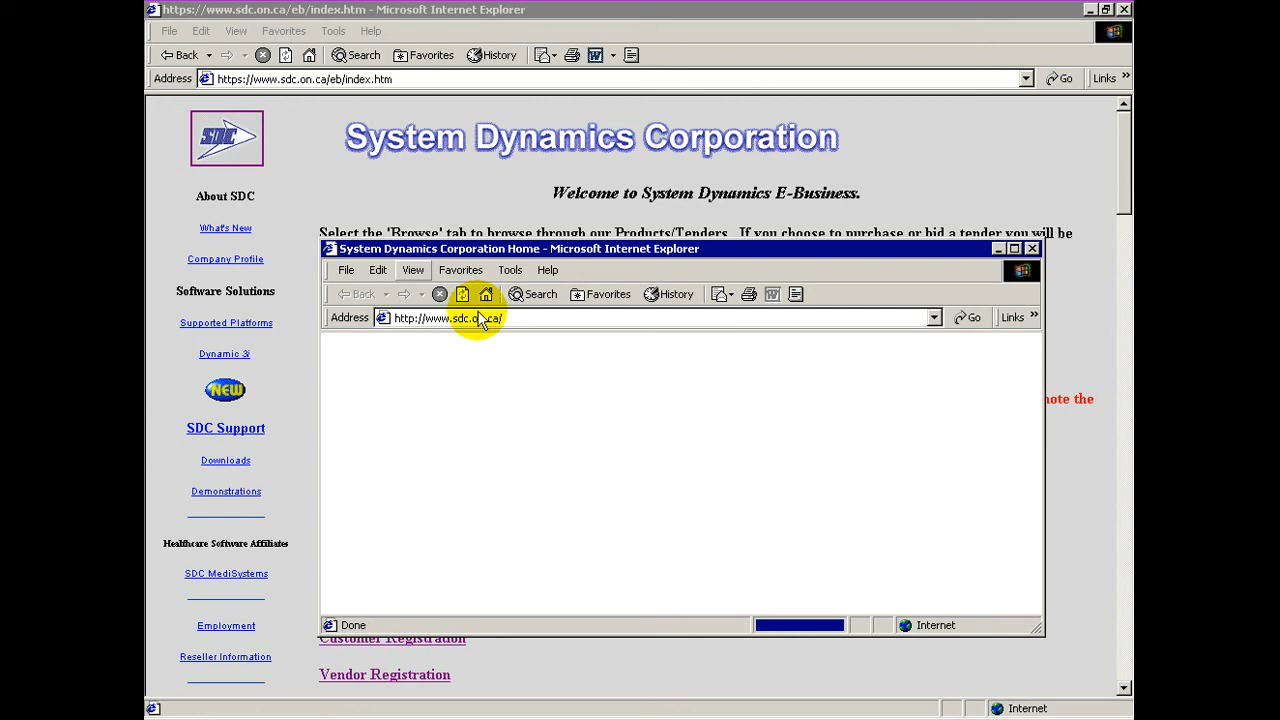 https://www.sdc.on.ca/eb/index.htm - Microsoft Internet Explorer
File Edit View Favorites Tools Help
Back Search Favorites History
Address https://www.sdc.on.ca/eb/index.htm Go Links »
SDC
System Dynamics Corporation
About SDC
Welcome to System Dynamics E-Business.
What's New
Select the 'Browse' tab to browse through our Products/Tenders. If you choose to purchase or bid a tender you will be
Company Profile
Software Solutions
Supported Platforms
Dynamic 3i
NEW
SDC Support
Downloads
Demonstrations
Healthcare Software Affiliates
SDC MediSystems
Employment
Reseller Information
System Dynamics Corporation Home - Microsoft Internet Explorer
File Edit View Favorites Tools Help
Back Search Favorites History
Address http://www.sdc.on.ca/ Go Links »
note the
Done Internet
Customer Registration
Vendor Registration
Internet